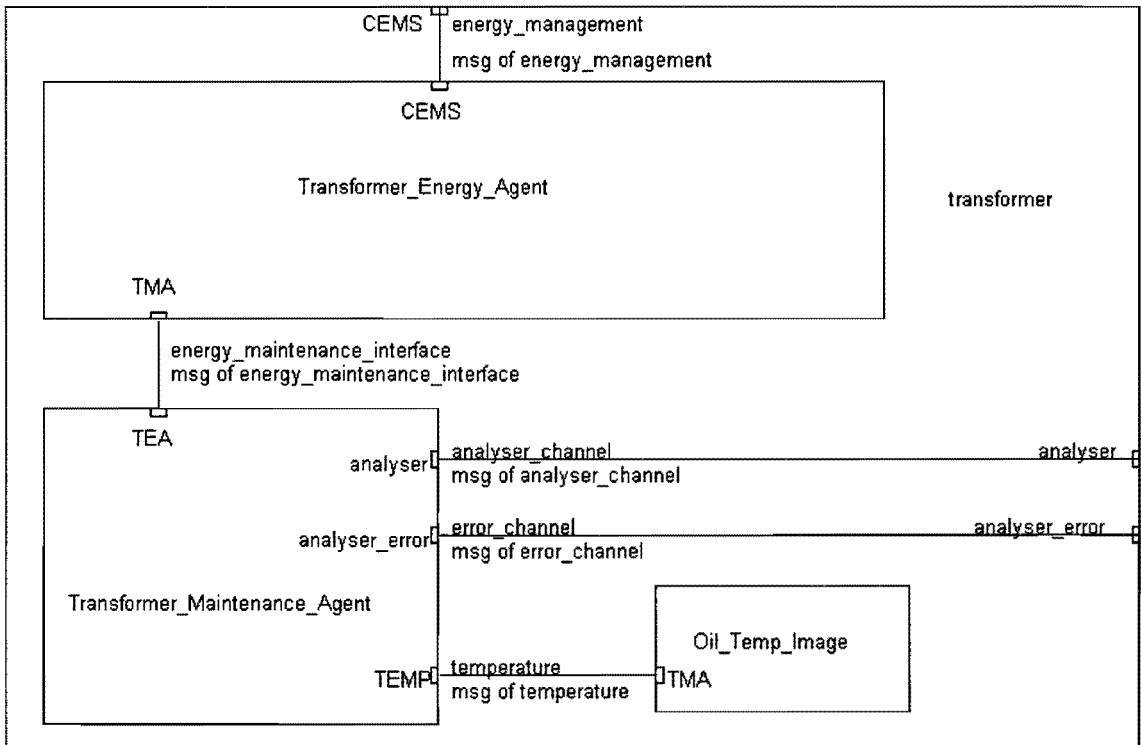 CEMS energy_management
msg of energy_management
CEMS
Transformer_Energy_Agent
transformer
TMA
energy_maintenance_interface
msg of energy_maintenance_interface
TEA
analyser analyser_channel analyser
msg of analyser_channel
analyser_error error_channel analyser_error
msg of error_channel
Transformer_Maintenance_Agent
Oil_Temp_Image
TEMP temperature TMA
msg of temperature